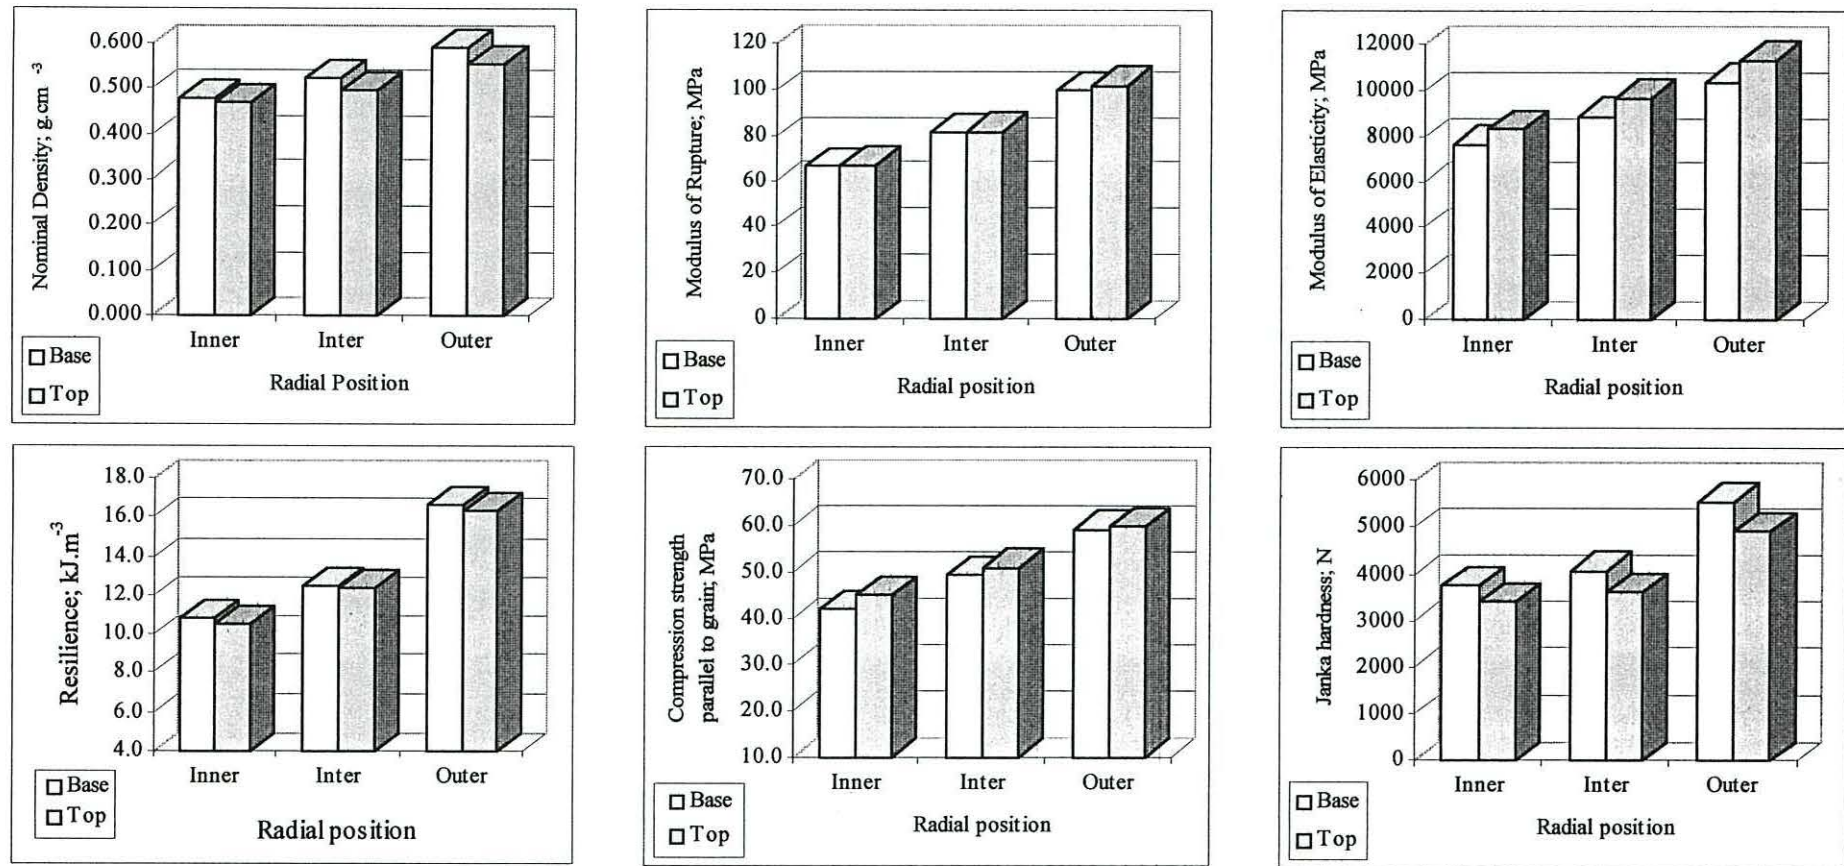 Nominal Density; g.cm -3
0.600
0.500
0.400
0.300
0.200
0.100
0.000
Inner
Inter
Outer
Radial Position
Base
Top
Modulus of Rupture; MPa
120
100
80
60
40
20
0
Inner
Inter
Outer
Radial position
Base
Top
Modulus of Elasticity; MPa
12000
10000
8000
6000
4000
2000
0
Inner
Inter
Outer
Radial position
Base
Top
Resilience; kJ.m-3
18.0
16.0
14.0
12.0
10.0
8.0
6.0
4.0
Inner
Inter
Outer
Radial position
Base
Top
Compression strength
parallel to grain; MPa
70.0
60.0
50.0
40.0
30.0
20.0
10.0
Inner
Inter
Outer
Radial position
Base
Top
Janka hardness; N
6000
5000
4000
3000
2000
1000
0
Inner
Inter
Outer
Radial position
Base
Top